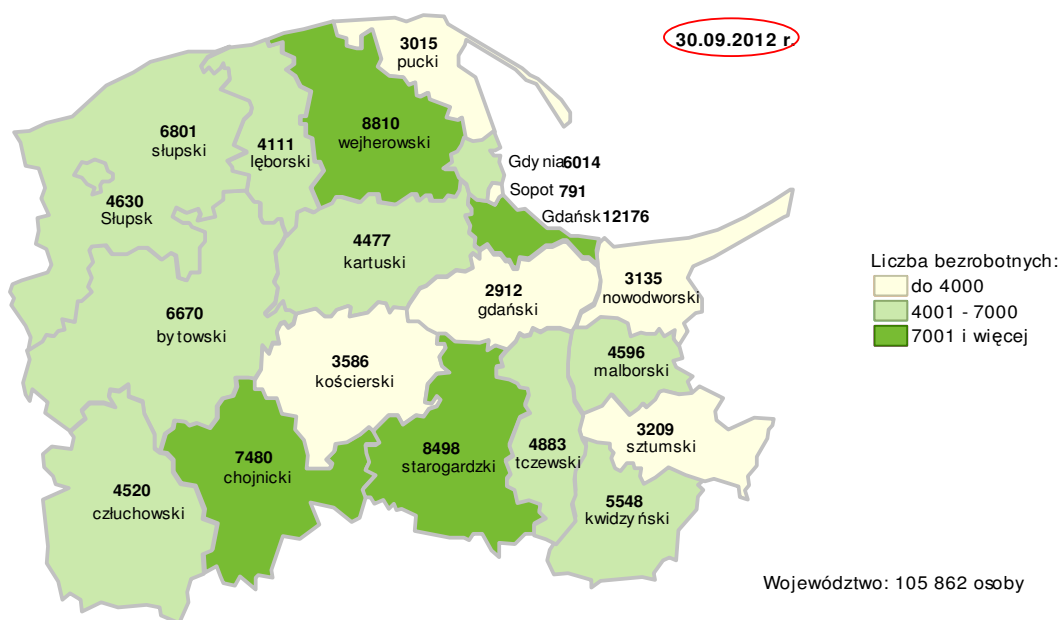 30.09.2012 r.
3015
pucki
8810
wejherowski
6801
słupski
4111
lęborski
Gdynia 6014
Sopot 791
Gdańsk 12176
4630
Słupsk
4477
kartuski
3135
nowodworski
2912
gdański
6670
bytowski
3586
kościerski
4596
malborski
3209
sztumski
8498
starogardzki
4883
tczewski
7480
chojnicki
4520
człuchowski
5548
kwidzyński
Liczba bezrobotnych:
do 4000
4001 - 7000
7001 i więcej
Województwo: 105 862 osoby